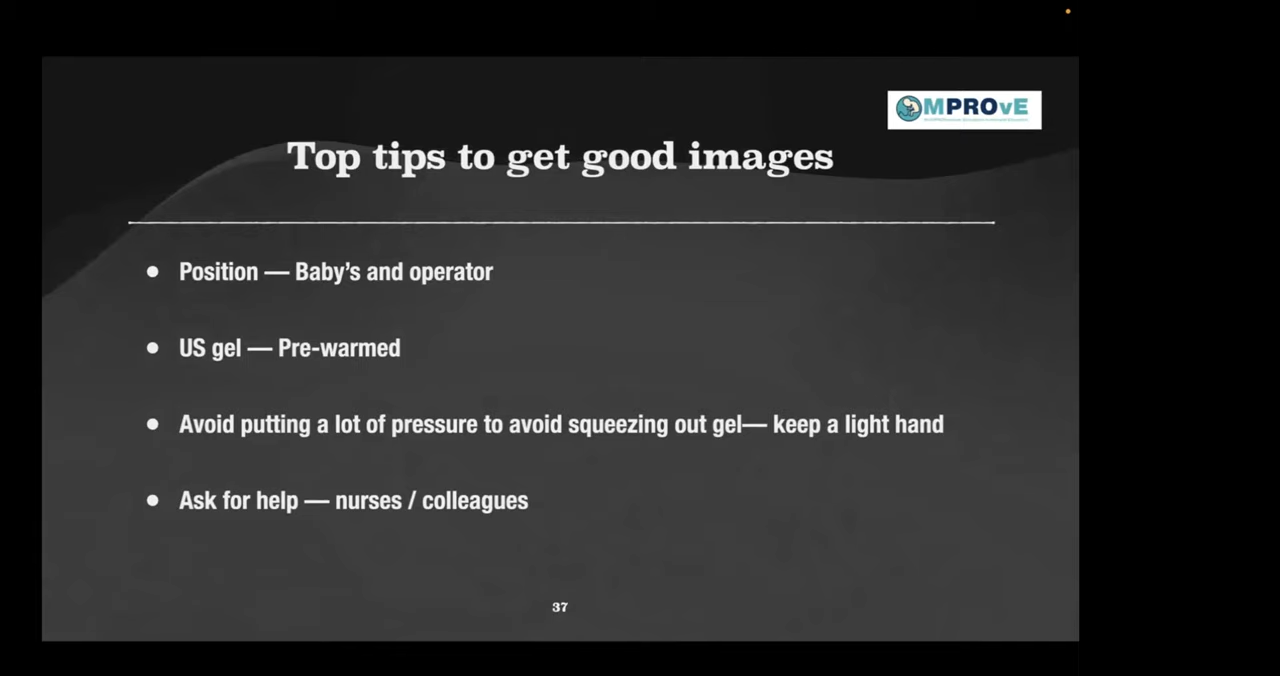 MPROvE
Top tips to get good images
● Position — Baby's and operator
● US gel — Pre-warmed
● Avoid putting a lot of pressure to avoid squeezing out gel— keep a light hand
● Ask for help — nurses / colleagues
37